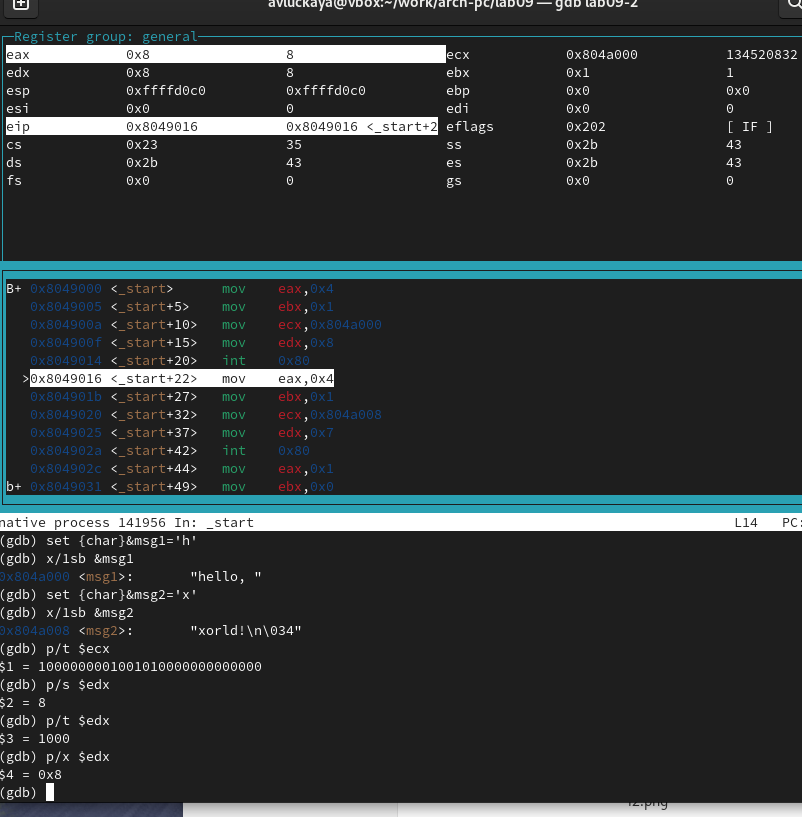 avluckaya@vbox:~/work/arch-pc/lab09 — gdb lab09-2
Register group: general
eax 0x8 8 ecx 0x804a000 134520832
edx 0x8 8 ebx 0x1 1
esp 0xffffd0c0 0xffffd0c0 ebp 0x0 0x0
esi 0x0 0 edi 0x0 0
eip 0x8049016 0x8049016 <_start+2 eflags 0x202 [ IF ]
cs 0x23 35 ss 0x2b 43
ds 0x2b 43 es 0x2b 43
fs 0x0 0 gs 0x0 0
B+ 0x8049000 <_start> mov eax,0x4
0x8049005 <_start+5> mov ebx,0x1
0x804900a <_start+10> mov ecx,0x804a000
0x804900f <_start+15> mov edx,0x8
0x8049014 <_start+20> int 0x80
>0x8049016 <_start+22> mov eax,0x4
0x804901b <_start+27> mov ebx,0x1
0x8049020 <_start+32> mov ecx,0x804a008
0x8049025 <_start+37> mov edx,0x7
0x804902a <_start+42> int 0x80
0x804902c <_start+44> mov eax,0x1
b+ 0x8049031 <_start+49> mov ebx,0x0
native process 141956 In: _start L14 PC:
(gdb) set {char}&msg1='h'
(gdb) x/1sb &msg1
0x804a000 <msg1>: "hello, "
(gdb) set {char}&msg2='x'
(gdb) x/1sb &msg2
0x804a008 <msg2>: "xorld!\n\034"
(gdb) p/t $ecx
$1 = 1000000001001010000000000000
(gdb) p/s $edx
$2 = 8
(gdb) p/t $edx
$3 = 1000
(gdb) p/x $edx
$4 = 0x8
(gdb)